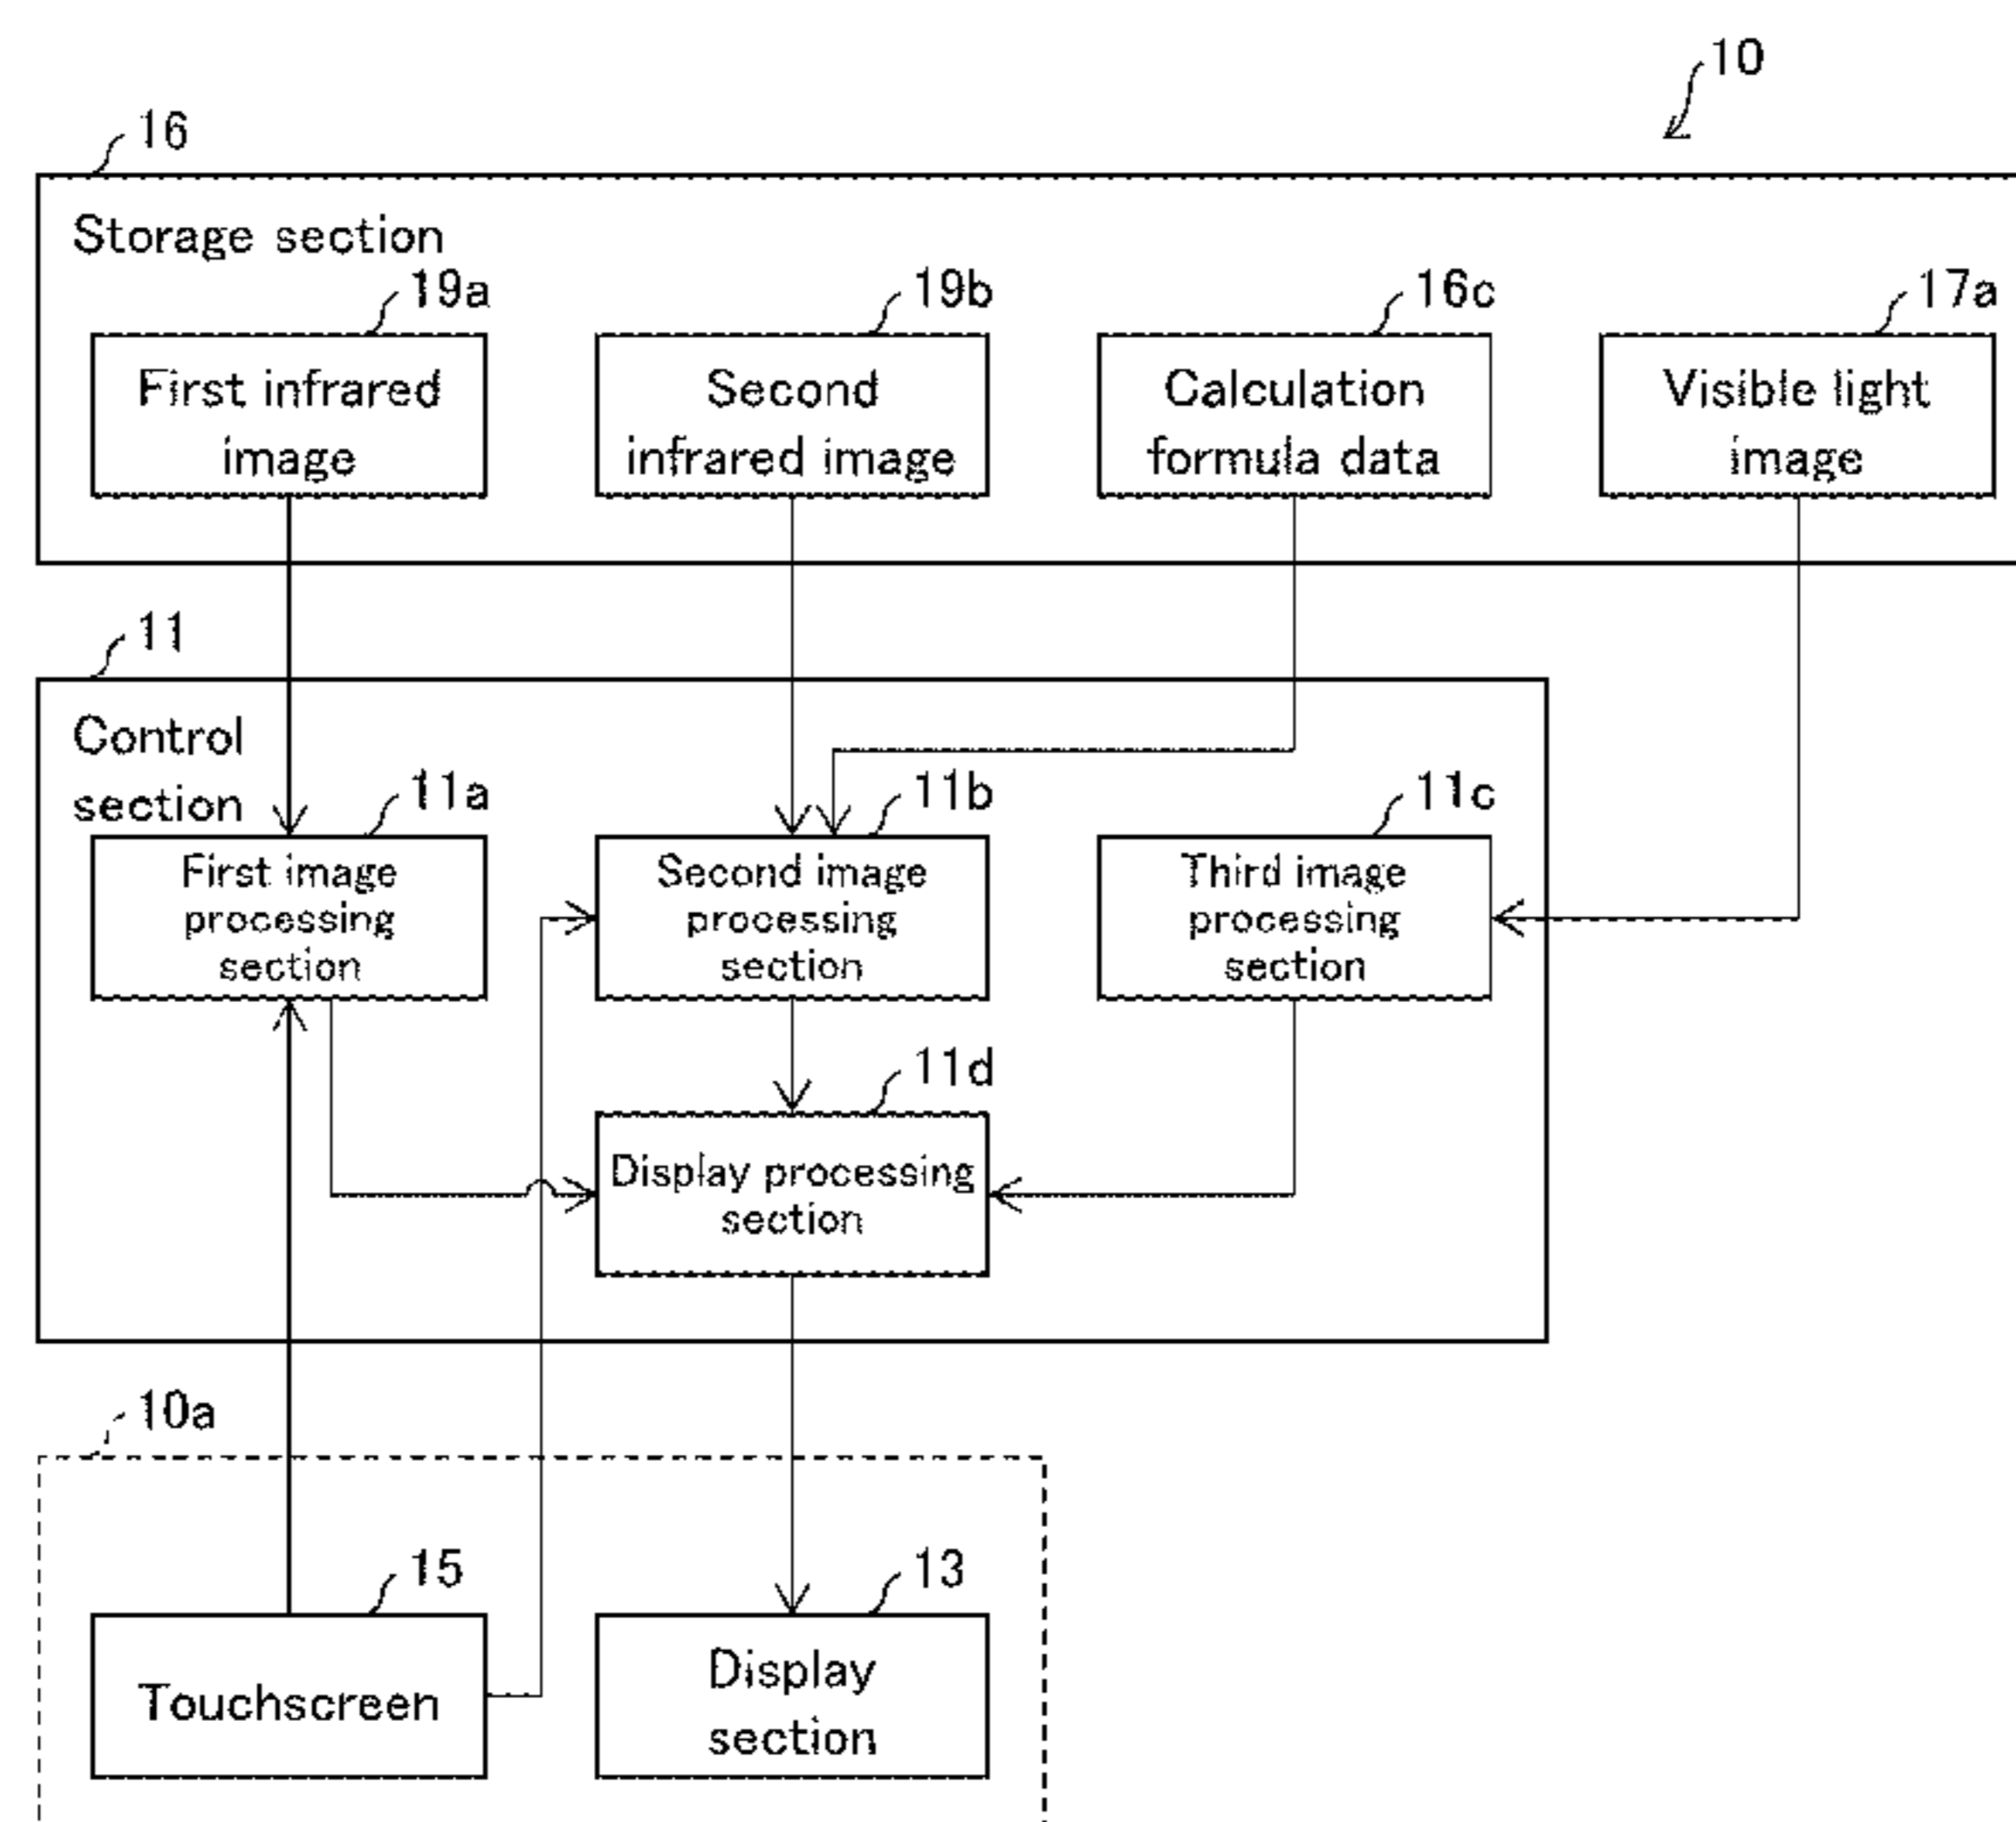 10
16
Storage section
19a
19b
16c
17a
First infrared
image
Second
infrared image
Calculation
formula data
Visible light
image
11
Control
section
11a
11b
11c
First image
processing
section
Second image
processing
section
Third image
processing
section
11d
Display processing
section
10a
15
13
Touchscreen
Display
section